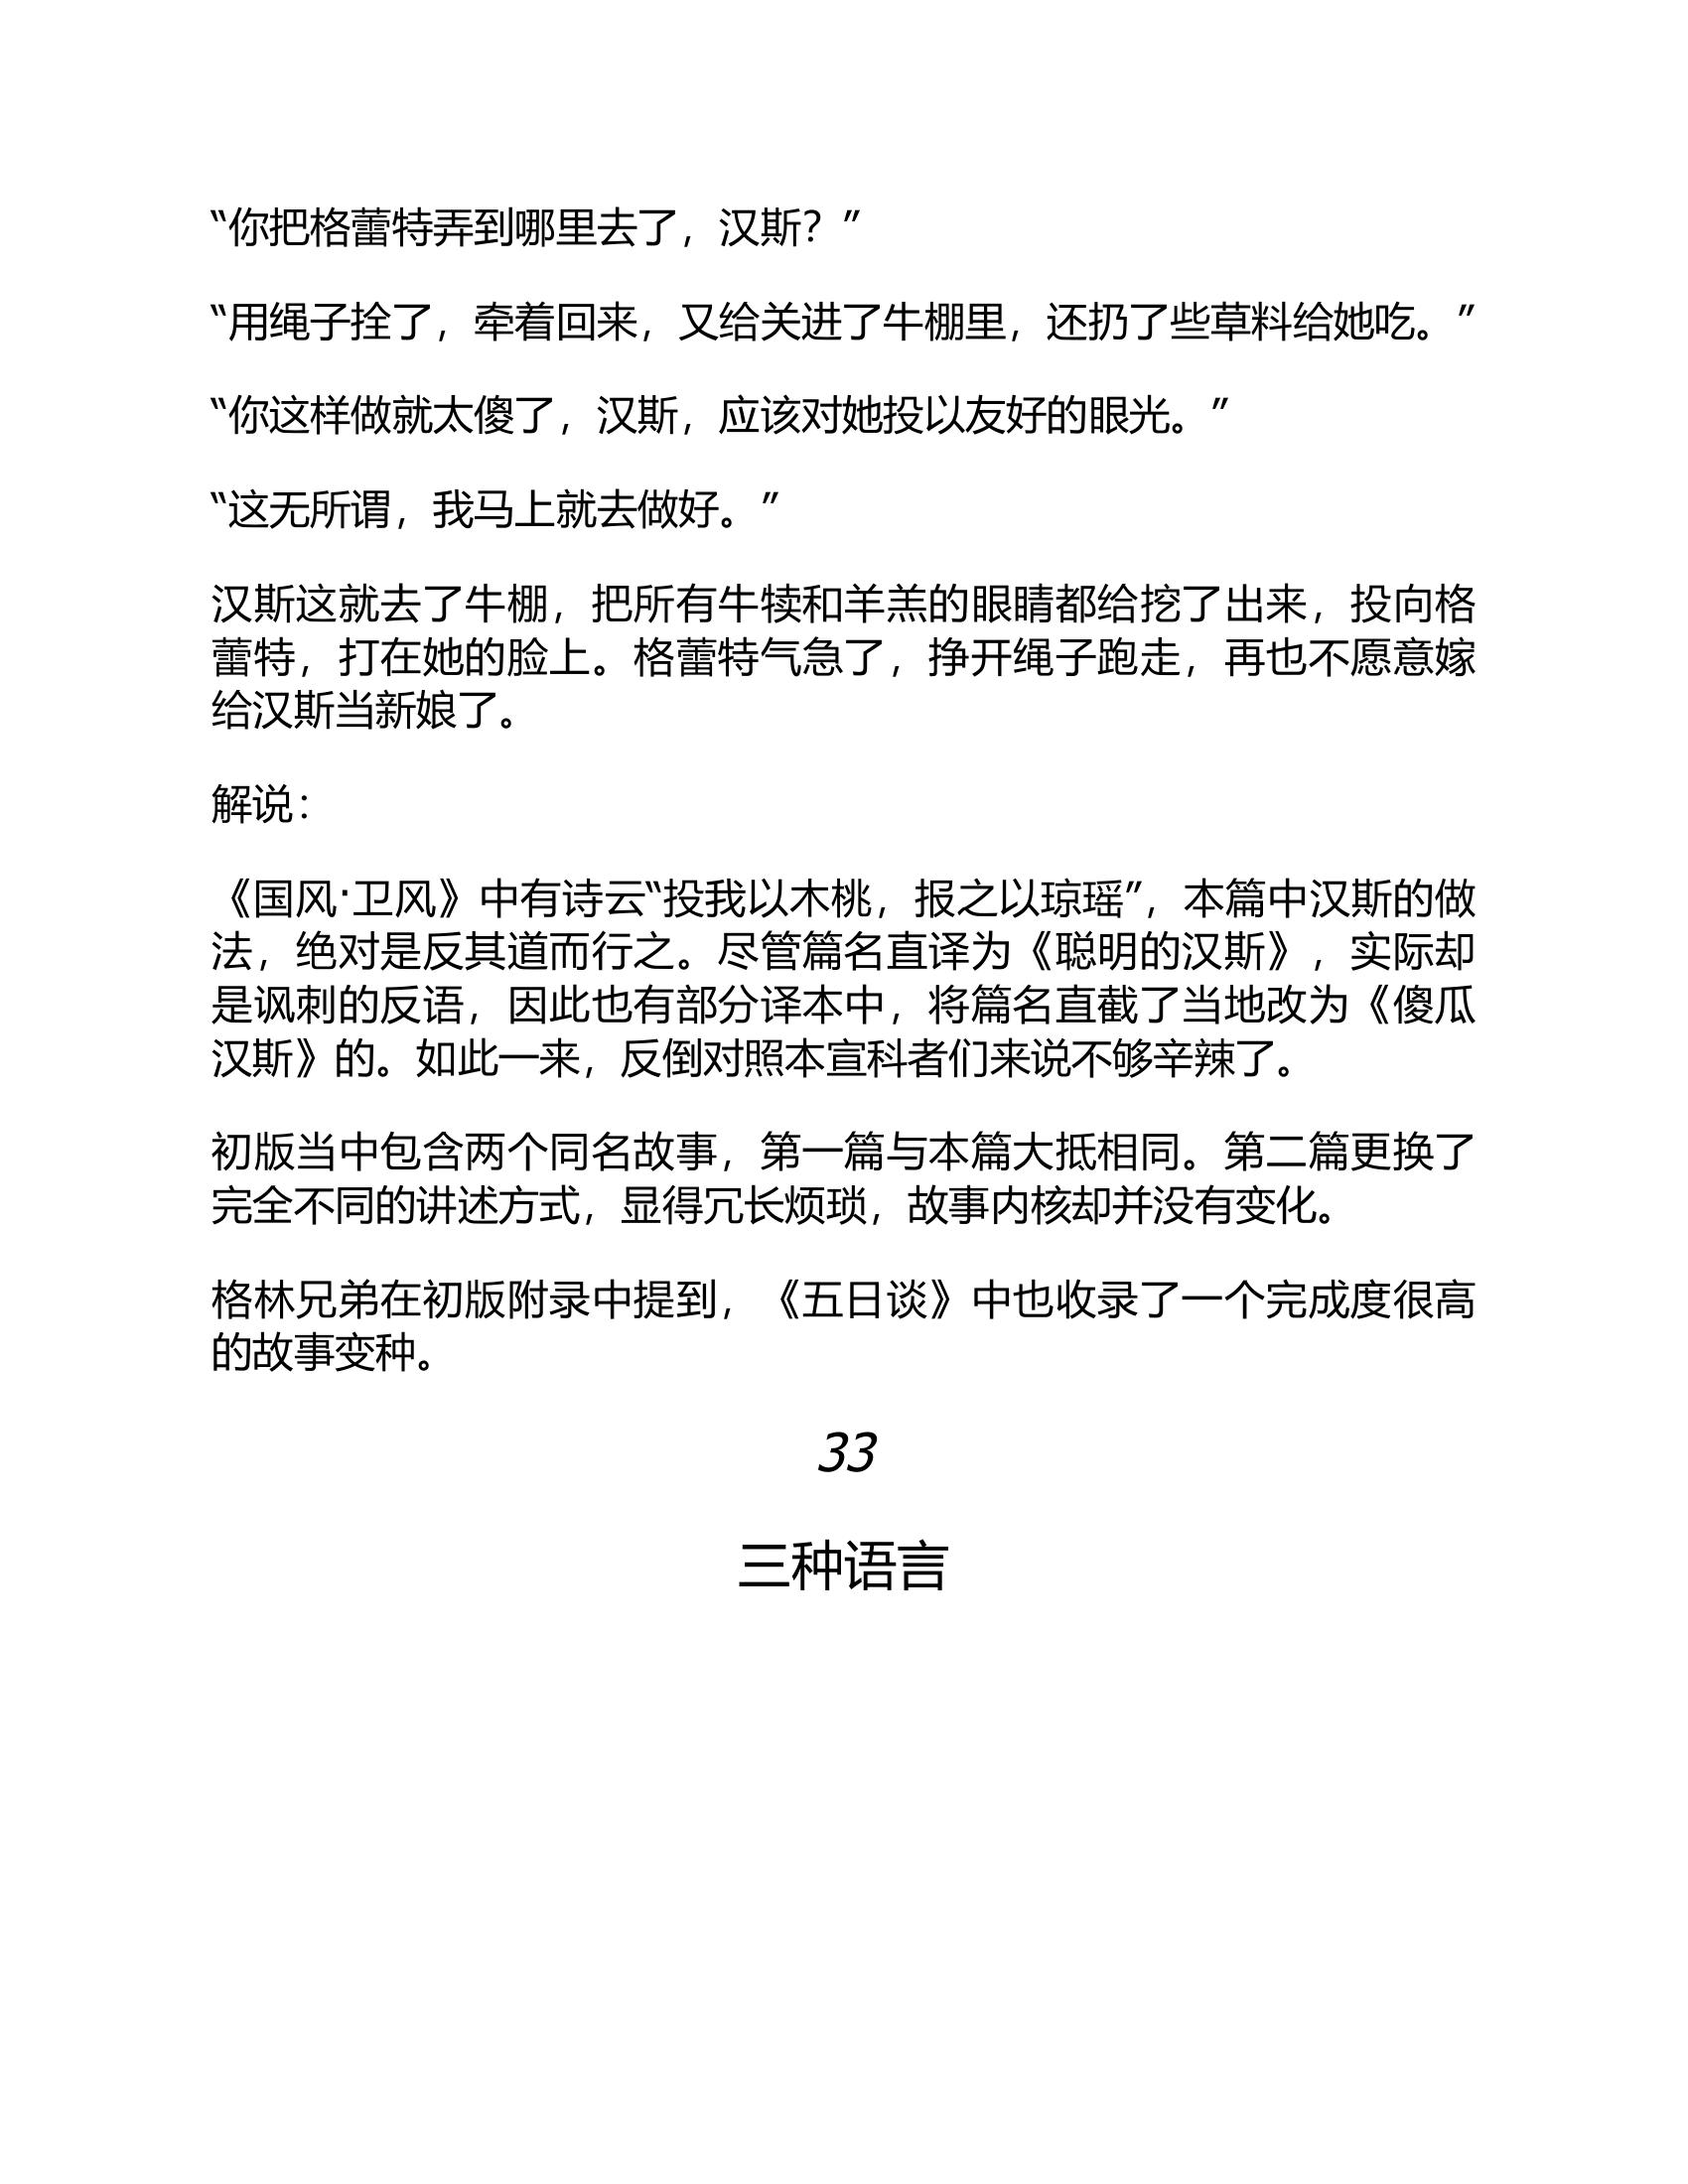 “你把格蕾特弄到哪里去了，汉斯？”
“用绳子拴了，牵着回来，又给关进了牛棚里，还扔了些草料给她吃。”
“你这样做就太傻了，汉斯，应该对她投以友好的眼光。”
“这无所谓，我马上就去做好。”
汉斯这就去了牛棚，把所有牛犊和羊羔的眼睛都给挖了出来，投向格
蕾特，打在她的脸上。格蕾特气急了，挣开绳子跑走，再也不愿意嫁
给汉斯当新娘了。
解说：
《国风·卫风》中有诗云“投我以木桃，报之以琼瑶”，本篇中汉斯的做
法，绝对是反其道而行之。尽管篇名直译为《聪明的汉斯》，实际却
是讽刺的反语，因此也有部分译本中，将篇名直截了当地改为《傻瓜
汉斯》的。如此一来，反倒对照本宣科者们来说不够辛辣了。
初版当中包含两个同名故事，第一篇与本篇大抵相同。第二篇更换了
完全不同的讲述方式，显得冗长烦琐，故事内核却并没有变化。
格林兄弟在初版附录中提到，《五日谈》中也收录了一个完成度很高
的故事变种。
33
三种语言